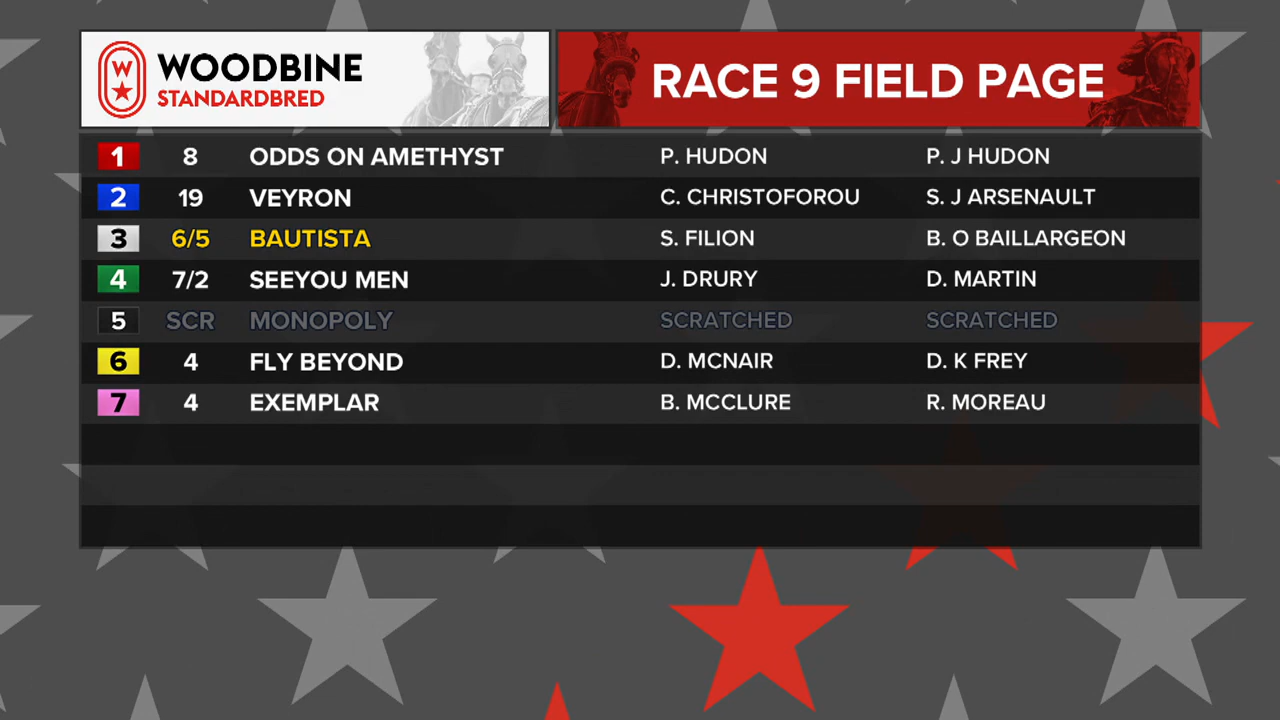 W
WOODBINE
STANDARDBRED
RACE 9 FIELD PAGE
1 8 ODDS ON AMETHYST P. HUDON P. J HUDON
2 19 VEYRON C. CHRISTOFOROU S. J ARSENAULT
3 6/5 BAUTISTA S. FILION B. O BAILLARGEON
4 7/2 SEEYOU MEN J. DRURY D. MARTIN
5 SCR MONOPOLY SCRATCHED SCRATCHED
6 4 FLY BEYOND D. MCNAIR D. K FREY
7 4 EXEMPLAR B. MCCLURE R. MOREAU